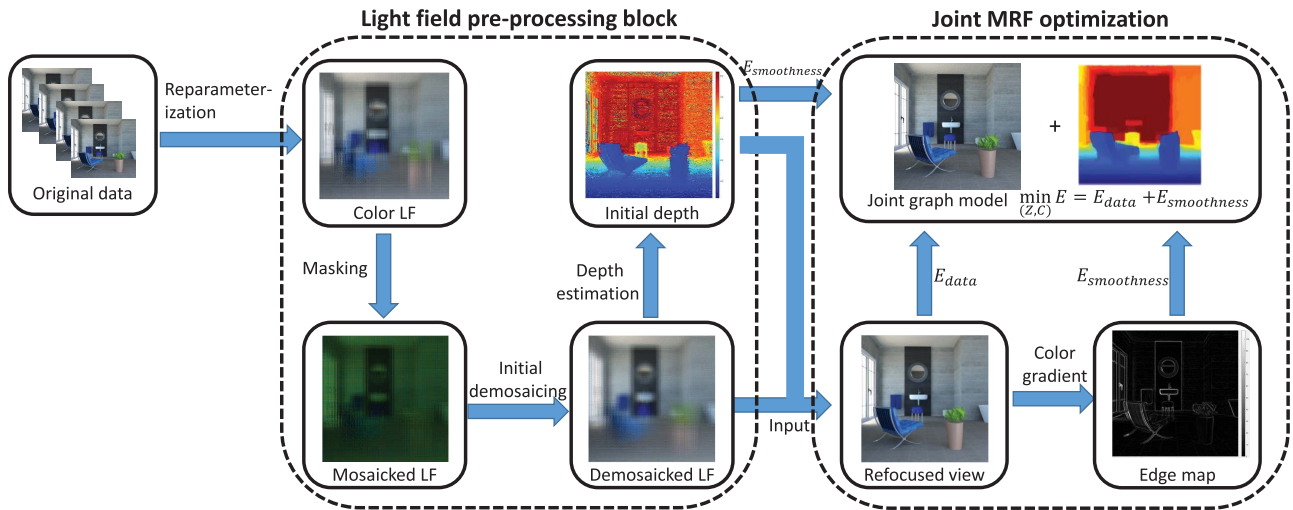 Light field pre-processing block
Joint MRF optimization
Original data
Reparameter-
ization
Color LF
Masking
Mosaicked LF
Initial
demosaicing
Demosaicked LF
Depth
estimation
Initial depth
E_smoothness
Input
Refocused view
Color
gradient
Edge map
E_data
E_smoothness
+
Joint graph model
min E = E_data + E_smoothness
(Z,C)